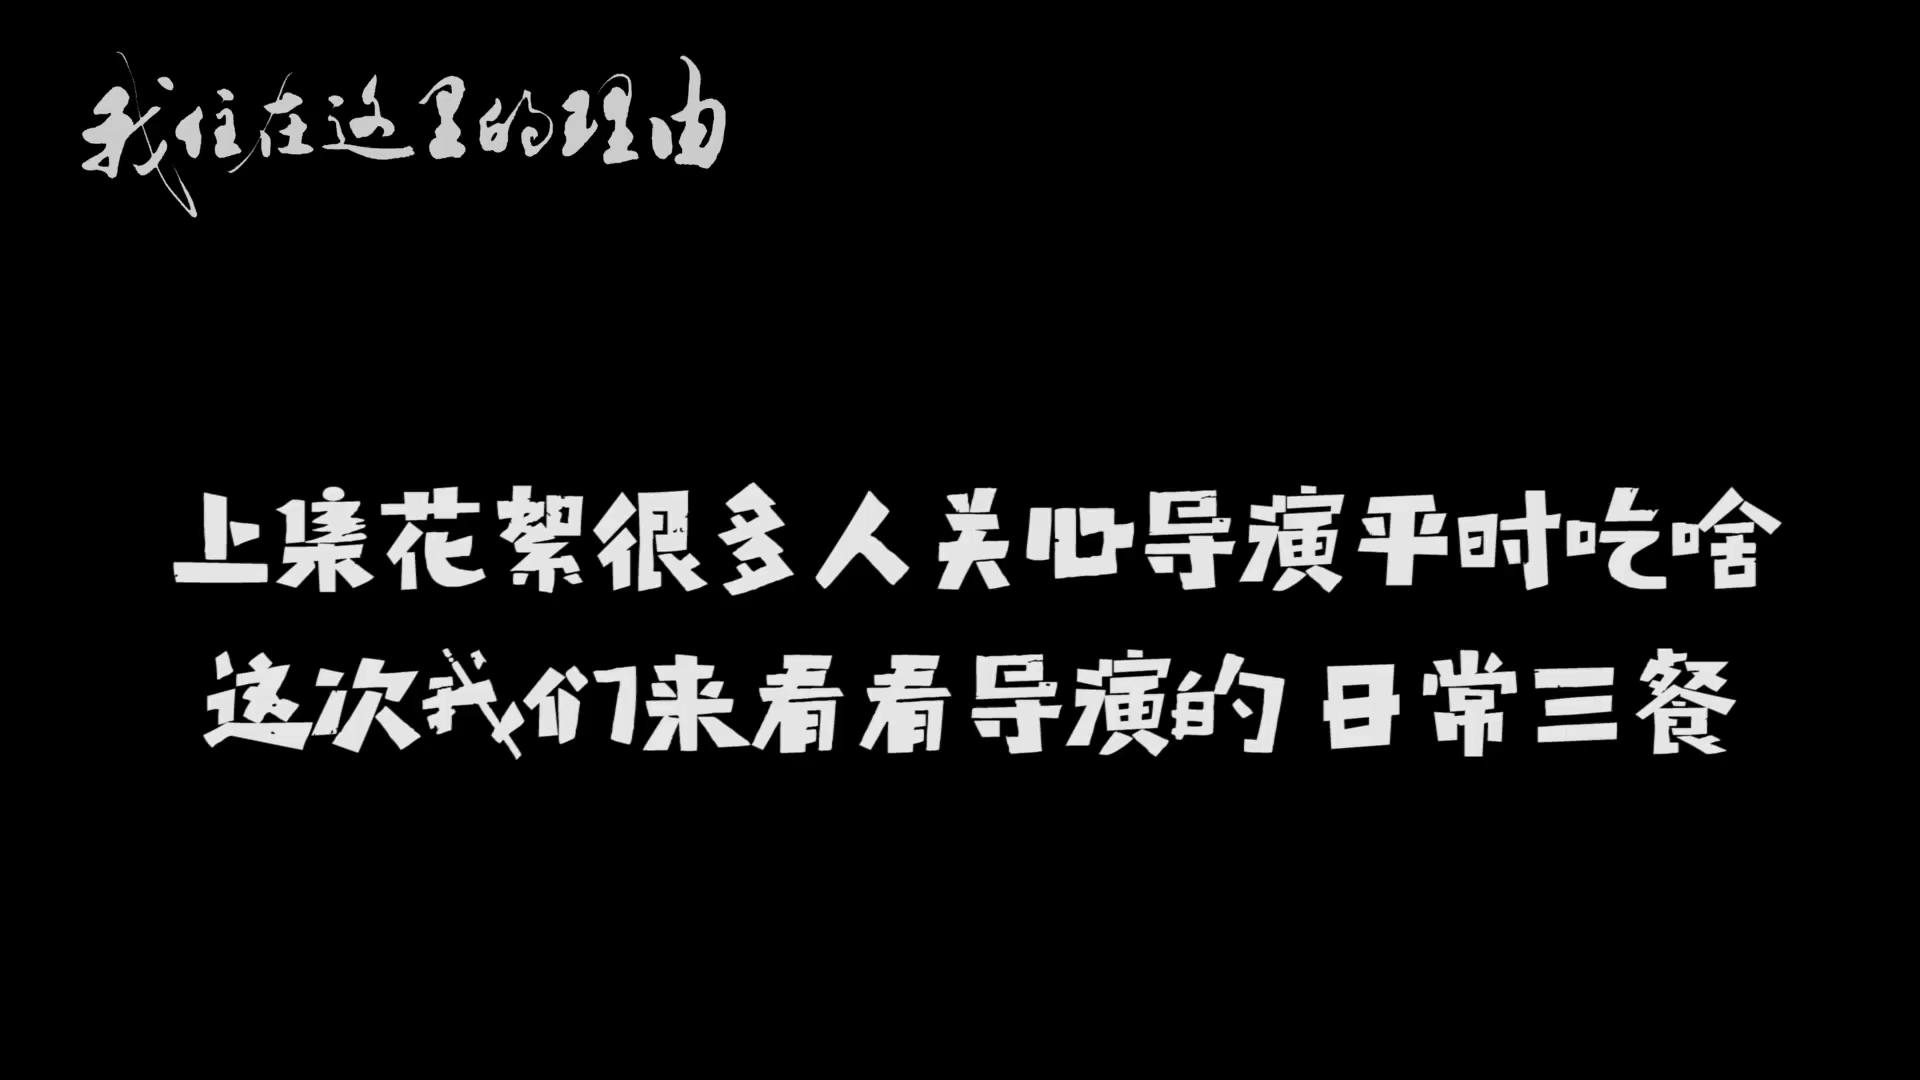 我住在这里的理由
上集花絮很多人关心导演平时吃啥
这次我们来看看导演的 日常三餐